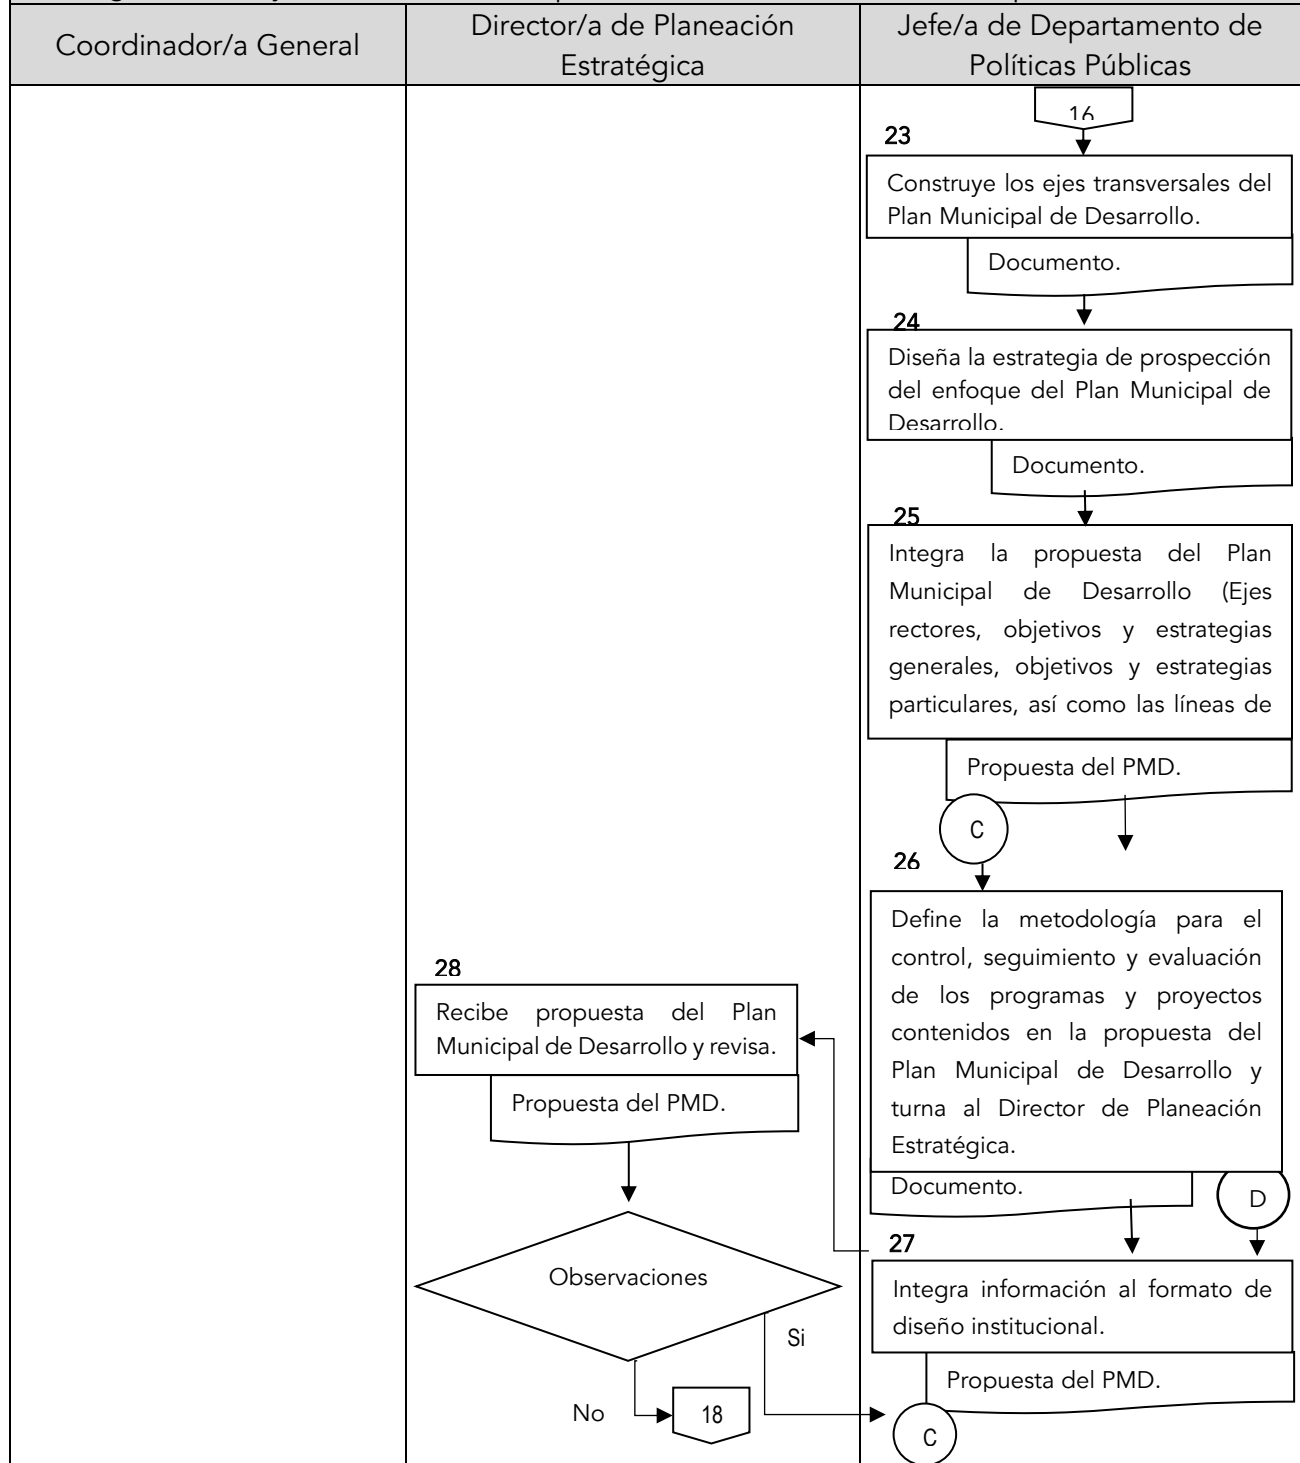 Coordinador/a General
Director/a de Planeación
Estratégica
Jefe/a de Departamento de
Políticas Públicas
16
23
Construye los ejes transversales del
Plan Municipal de Desarrollo.
Documento.
24
Diseña la estrategia de prospección
del enfoque del Plan Municipal de
Desarrollo.
Documento.
25
Integra la propuesta del Plan
Municipal de Desarrollo (Ejes
rectores, objetivos y estrategias
generales, objetivos y estrategias
particulares, así como las líneas de
Propuesta del PMD.
C
26
Define la metodología para el
control, seguimiento y evaluación
de los programas y proyectos
contenidos en la propuesta del
Plan Municipal de Desarrollo y
turna al Director de Planeación
Estratégica.
Documento.
D
28
Recibe propuesta del Plan
Municipal de Desarrollo y revisa.
Propuesta del PMD.
Observaciones
Si
No
18
27
Integra información al formato de
diseño institucional.
Propuesta del PMD.
C